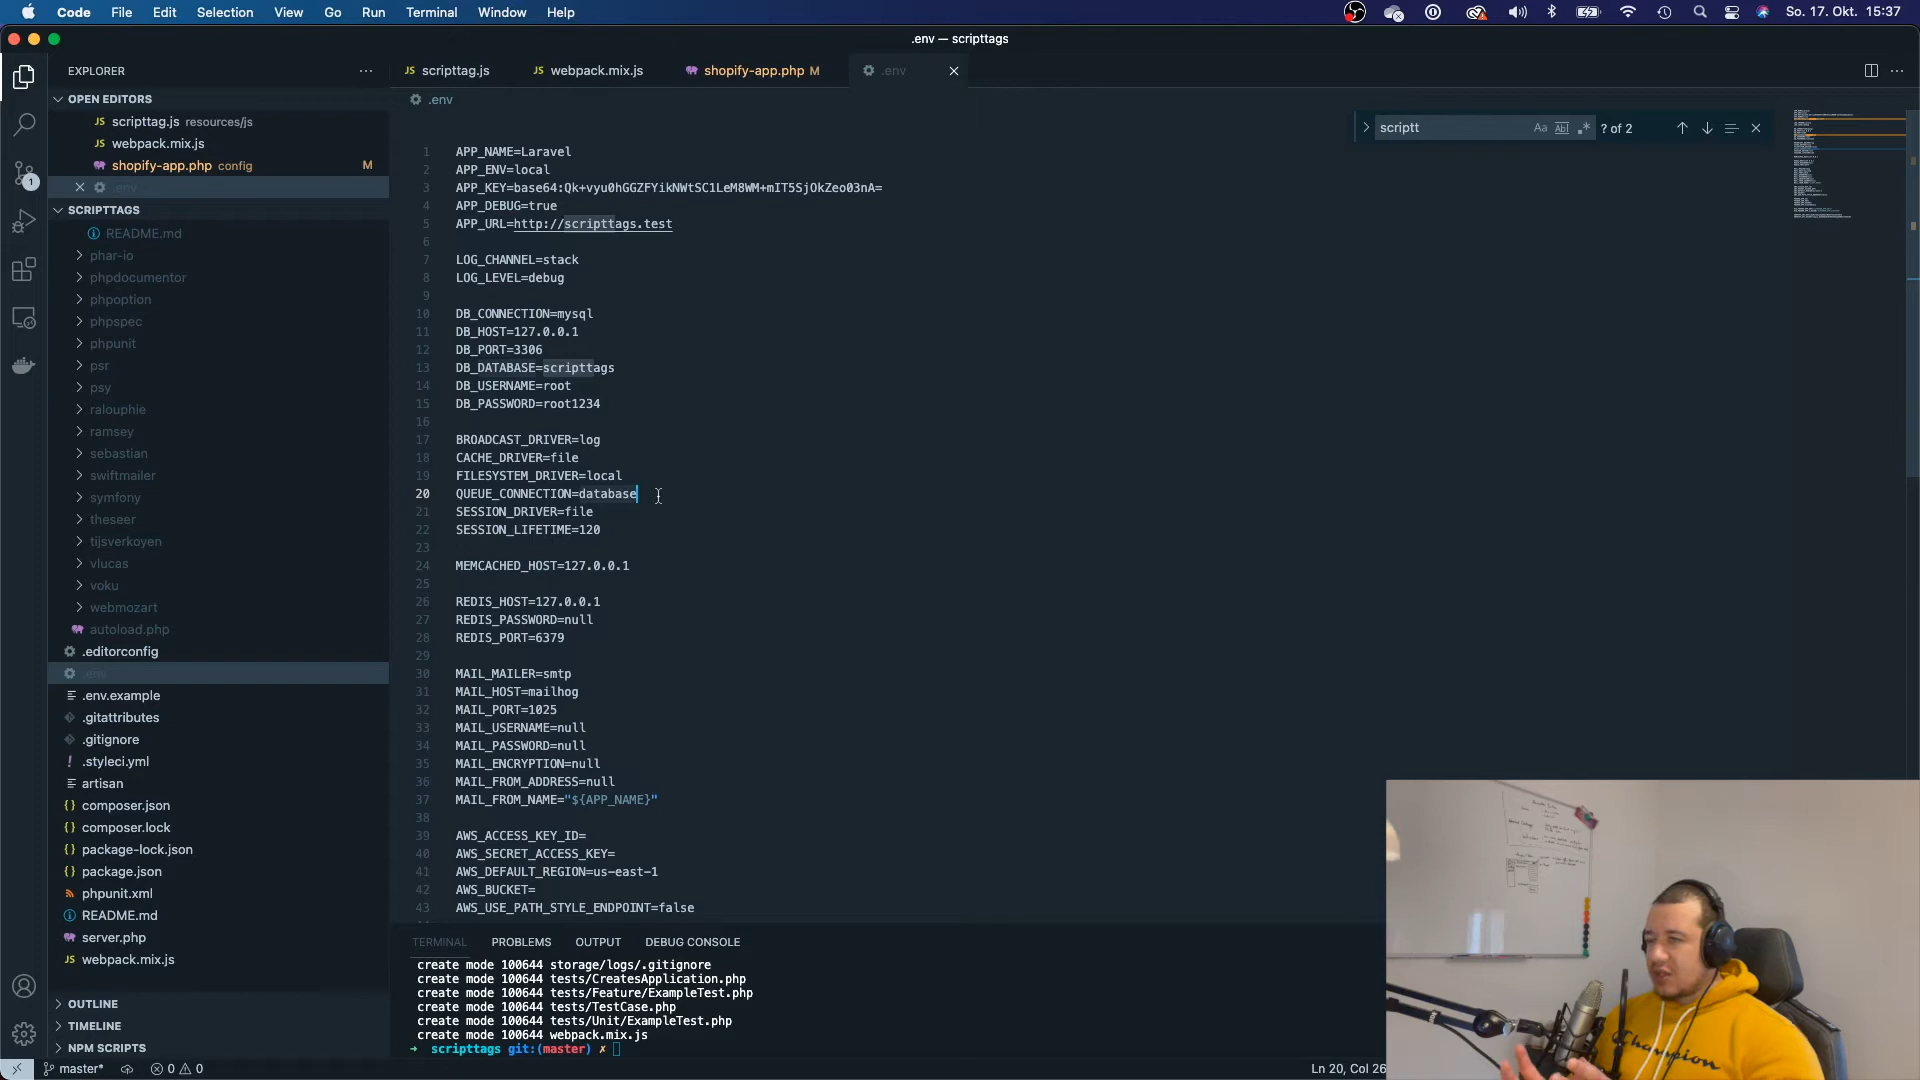 Code File Edit Selection View Go Run Terminal Window Help
So. 17. Okt. 15:37
.env — scripttags
EXPLORER
scripttag.js
webpack.mix.js
shopify-app.php M
.env
OPEN EDITORS
scripttag.js resources/js
webpack.mix.js
shopify-app.php config M
.env
SCRIPTTAGS
README.md
phar-io
phpdocumentor
phpoption
phpspec
phpunit
psr
psy
ralouphie
ramsey
sebastian
swiftmailer
symfony
theseer
tijsverkoyen
vlucas
voku
webmozart
autoload.php
.editorconfig
.env
.env.example
.gitattributes
.gitignore
.styleci.yml
artisan
composer.json
composer.lock
package-lock.json
package.json
phpunit.xml
README.md
server.php
webpack.mix.js
OUTLINE
TIMELINE
NPM SCRIPTS
.env
scriptt
Aa
? of 2
1 APP_NAME=Laravel
2 APP_ENV=local
3 APP_KEY=base64:Qk+vyu0hGGZFYikNWtSC1LeM8WM+mIT5SjOkZeo03nA=
4 APP_DEBUG=true
5 APP_URL=http://scripttags.test
6
7 LOG_CHANNEL=stack
8 LOG_LEVEL=debug
9
10 DB_CONNECTION=mysql
11 DB_HOST=127.0.0.1
12 DB_PORT=3306
13 DB_DATABASE=scripttags
14 DB_USERNAME=root
15 DB_PASSWORD=root1234
16
17 BROADCAST_DRIVER=log
18 CACHE_DRIVER=file
19 FILESYSTEM_DRIVER=local
20 QUEUE_CONNECTION=database
21 SESSION_DRIVER=file
22 SESSION_LIFETIME=120
23
24 MEMCACHED_HOST=127.0.0.1
25
26 REDIS_HOST=127.0.0.1
27 REDIS_PASSWORD=null
28 REDIS_PORT=6379
29
30 MAIL_MAILER=smtp
31 MAIL_HOST=mailhog
32 MAIL_PORT=1025
33 MAIL_USERNAME=null
34 MAIL_PASSWORD=null
35 MAIL_ENCRYPTION=null
36 MAIL_FROM_ADDRESS=null
37 MAIL_FROM_NAME="${APP_NAME}"
38
39 AWS_ACCESS_KEY_ID=
40 AWS_SECRET_ACCESS_KEY=
41 AWS_DEFAULT_REGION=us-east-1
42 AWS_BUCKET=
43 AWS_USE_PATH_STYLE_ENDPOINT=false
TERMINAL PROBLEMS OUTPUT DEBUG CONSOLE
create mode 100644 storage/logs/.gitignore
create mode 100644 tests/CreatesApplication.php
create mode 100644 tests/Feature/ExampleTest.php
create mode 100644 tests/TestCase.php
create mode 100644 tests/Unit/ExampleTest.php
create mode 100644 webpack.mix.js
➜ scripttags git:(master) ✗
master* 0 0
Ln 20, Col 26
Champion